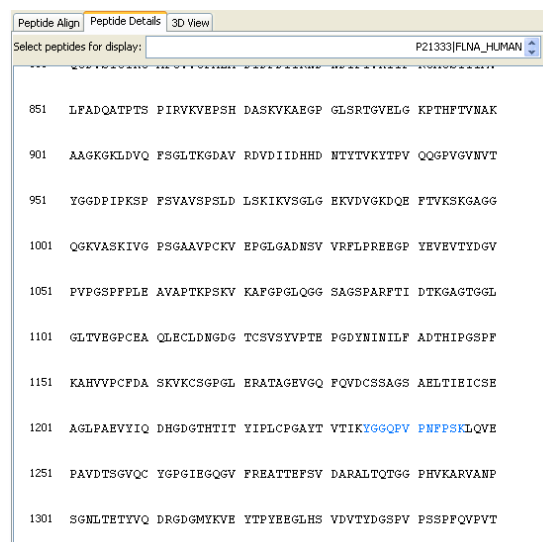 Peptide Align Peptide Details 3D View
Select peptides for display: P21333|FLNA_HUMAN
851 LFADQATPTS PIRVKVEPSH DASKVKAEGP GLSRTGVELG KPTHFTVNAK
901 AAGKGKLDVQ FSGLTKGDAV RDVDIIDHHD NTYTVKYTPV QQGPVGVNVT
951 YGGDPIPKSP FSVAVSPSLD LSKIKVSGLG EKVDVGKDQE FTVKSKGAGG
1001 QGKVASKIVG PSGAAVPCKV EPGLGADNSV VRFLPREEGP YEVEVTYDGV
1051 PVPGSPFPLE AVAPTKPSKV KAFGPGLQGG SAGSPARFTI DTKGAGTGGL
1101 GLTVEGPCEA QLECLDNGDG TCSVSYVPTE PGDYNINILF ADTHIPGSPF
1151 KAHVVPCFDA SKVKCSGPGL ERATAGEVGQ FQVDCSSAGS AELTIEICSE
1201 AGLPAEVYIQ DHGDGTHTIT YIPLCPGAYT VTIKYGGQPV PNFPSKLQVE
1251 PAVDTSGVQC YGPGIEGQGV FREATTEFSV DARALTQTGG PHVKARVANP
1301 SGNLTETYVQ DRGDGMYKVE YTPYEEGLHS VDVTYDGSPV PSSPFQVPVT